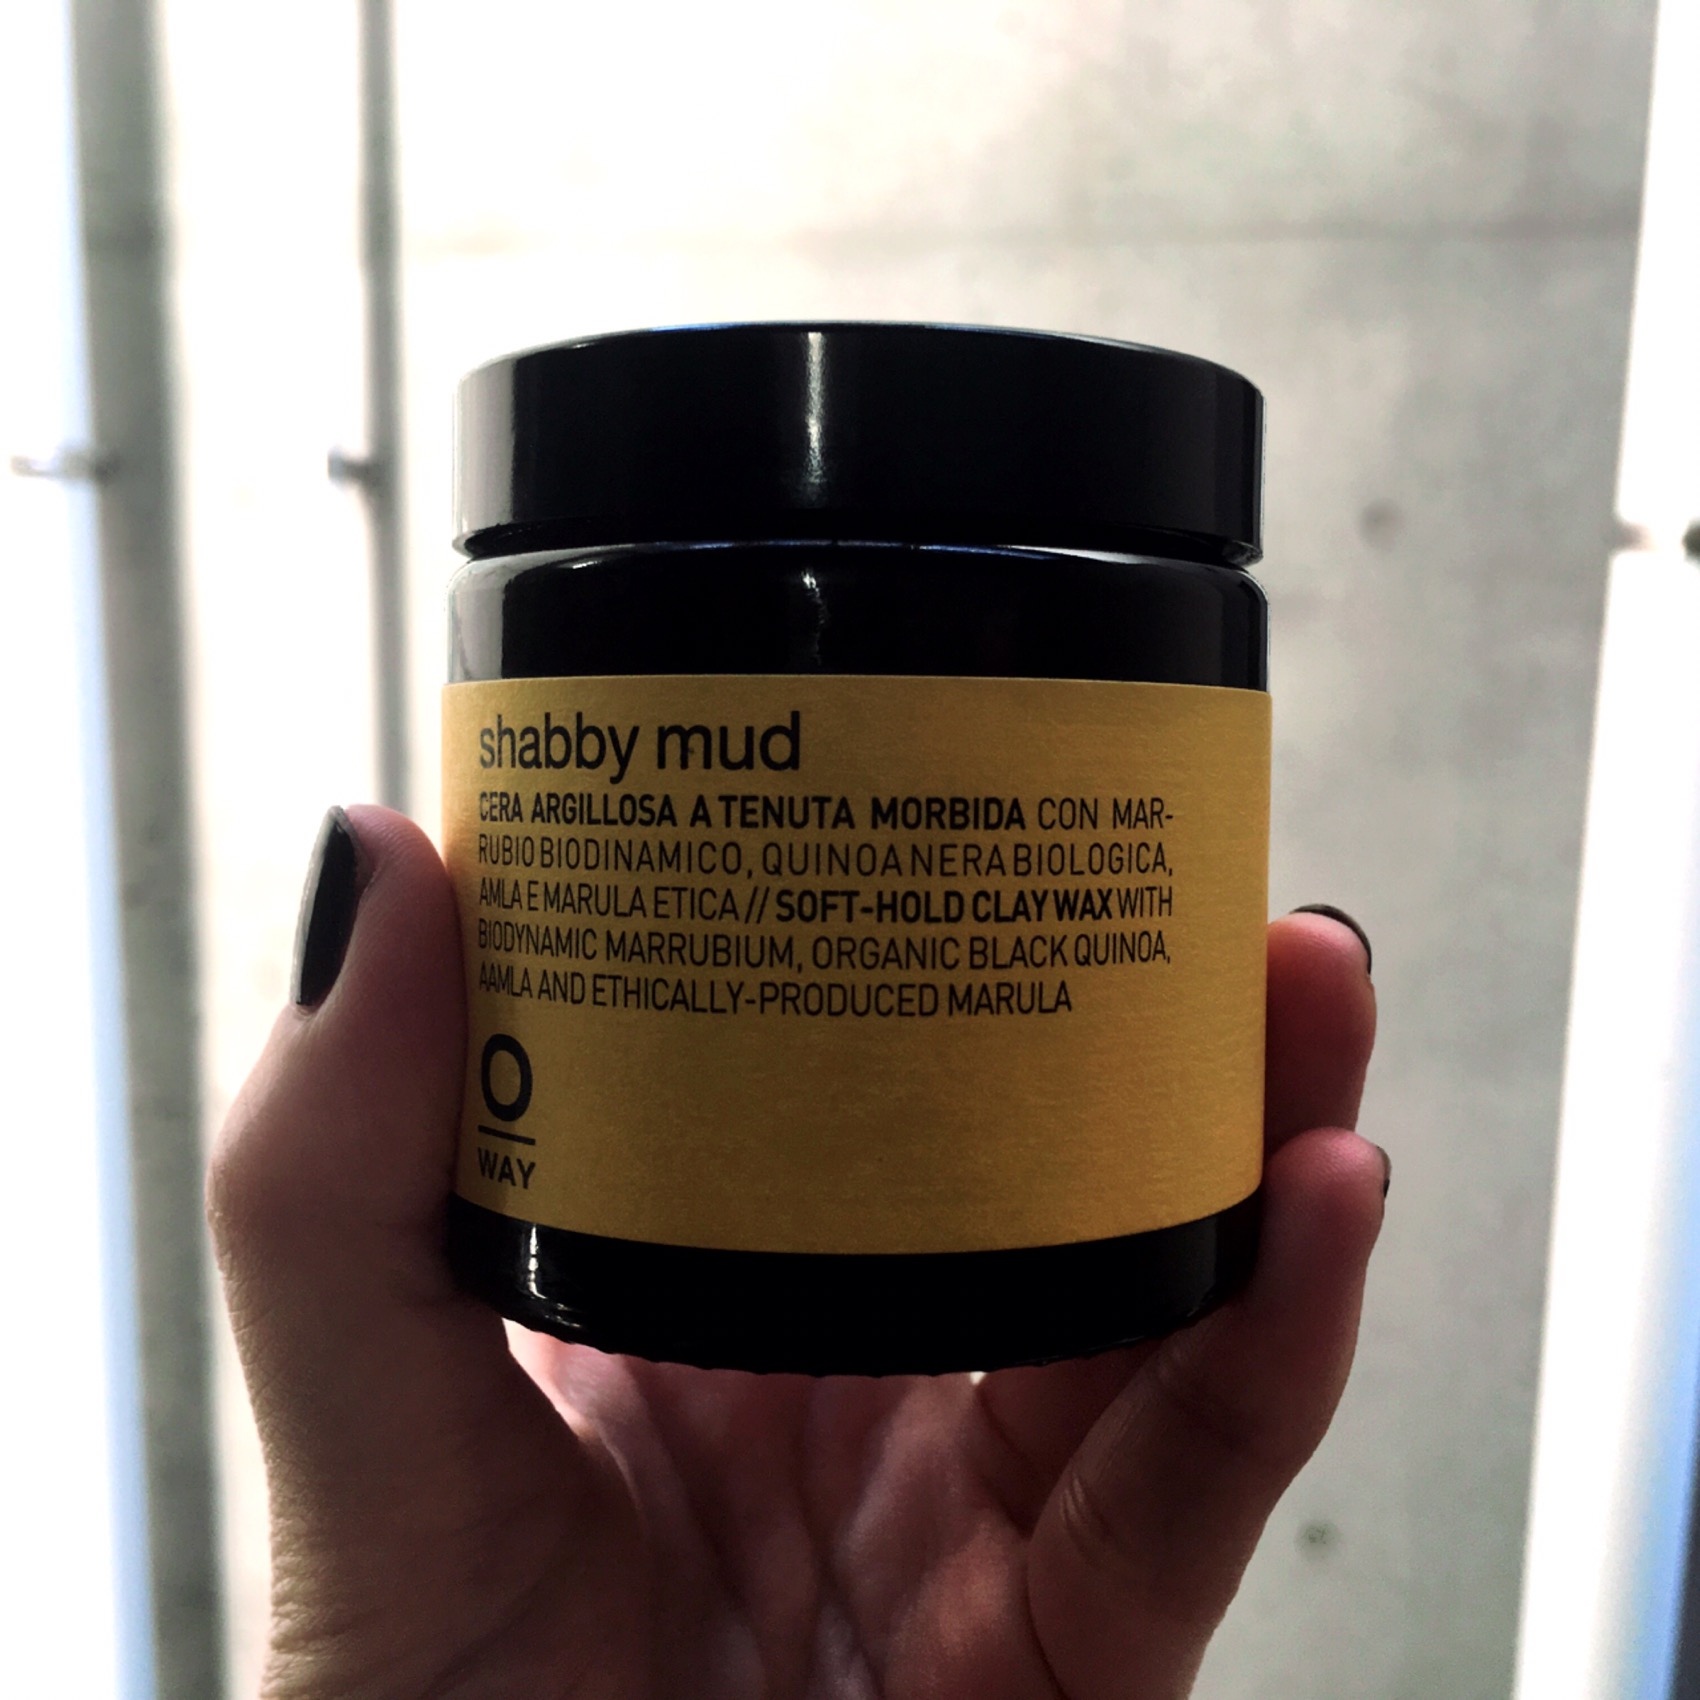 shabby mud
CERA ARGILLOSA A TENUTA MORBIDA CON MAR-
RUBIO BIODINAMICO, QUINOA NERA BIOLOGICA,
AMLA E MARULA ETICA // SOFT-HOLD CLAY WAX WITH
BIODYNAMIC MARRUBIUM, ORGANIC BLACK QUINOA,
AAMLA AND ETHICALLY-PRODUCED MARULA
O
WAY